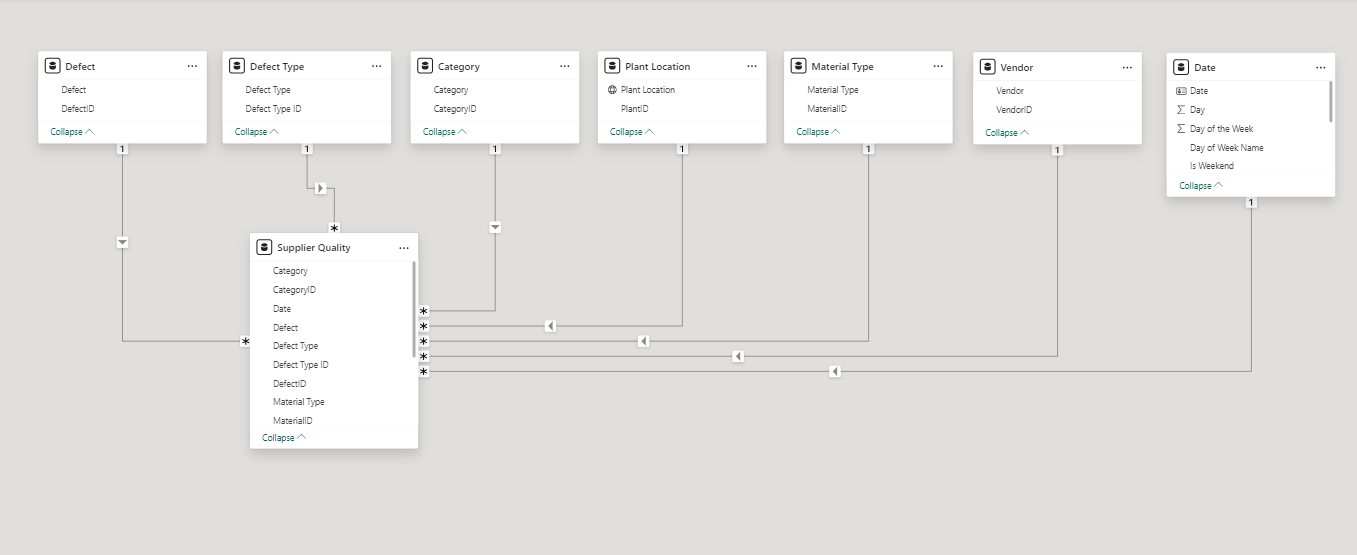 Defect ...
Defect
DefectID
Collapse
1
Defect Type ...
Defect Type
Defect Type ID
Collapse
1
Category ...
Category
CategoryID
Collapse
1
Plant Location ...
Plant Location
PlantID
Collapse
1
Material Type ...
Material Type
MaterialID
Collapse
1
Vendor ...
Vendor
VendorID
Collapse
1
Date ...
Date
Σ Day
Σ Day of the Week
Day of Week Name
Is Weekend
Collapse
1
*
Supplier Quality ...
Category
CategoryID
Date
Defect
Defect Type
Defect Type ID
DefectID
Material Type
MaterialID
Collapse
*
*
*
*
*
*